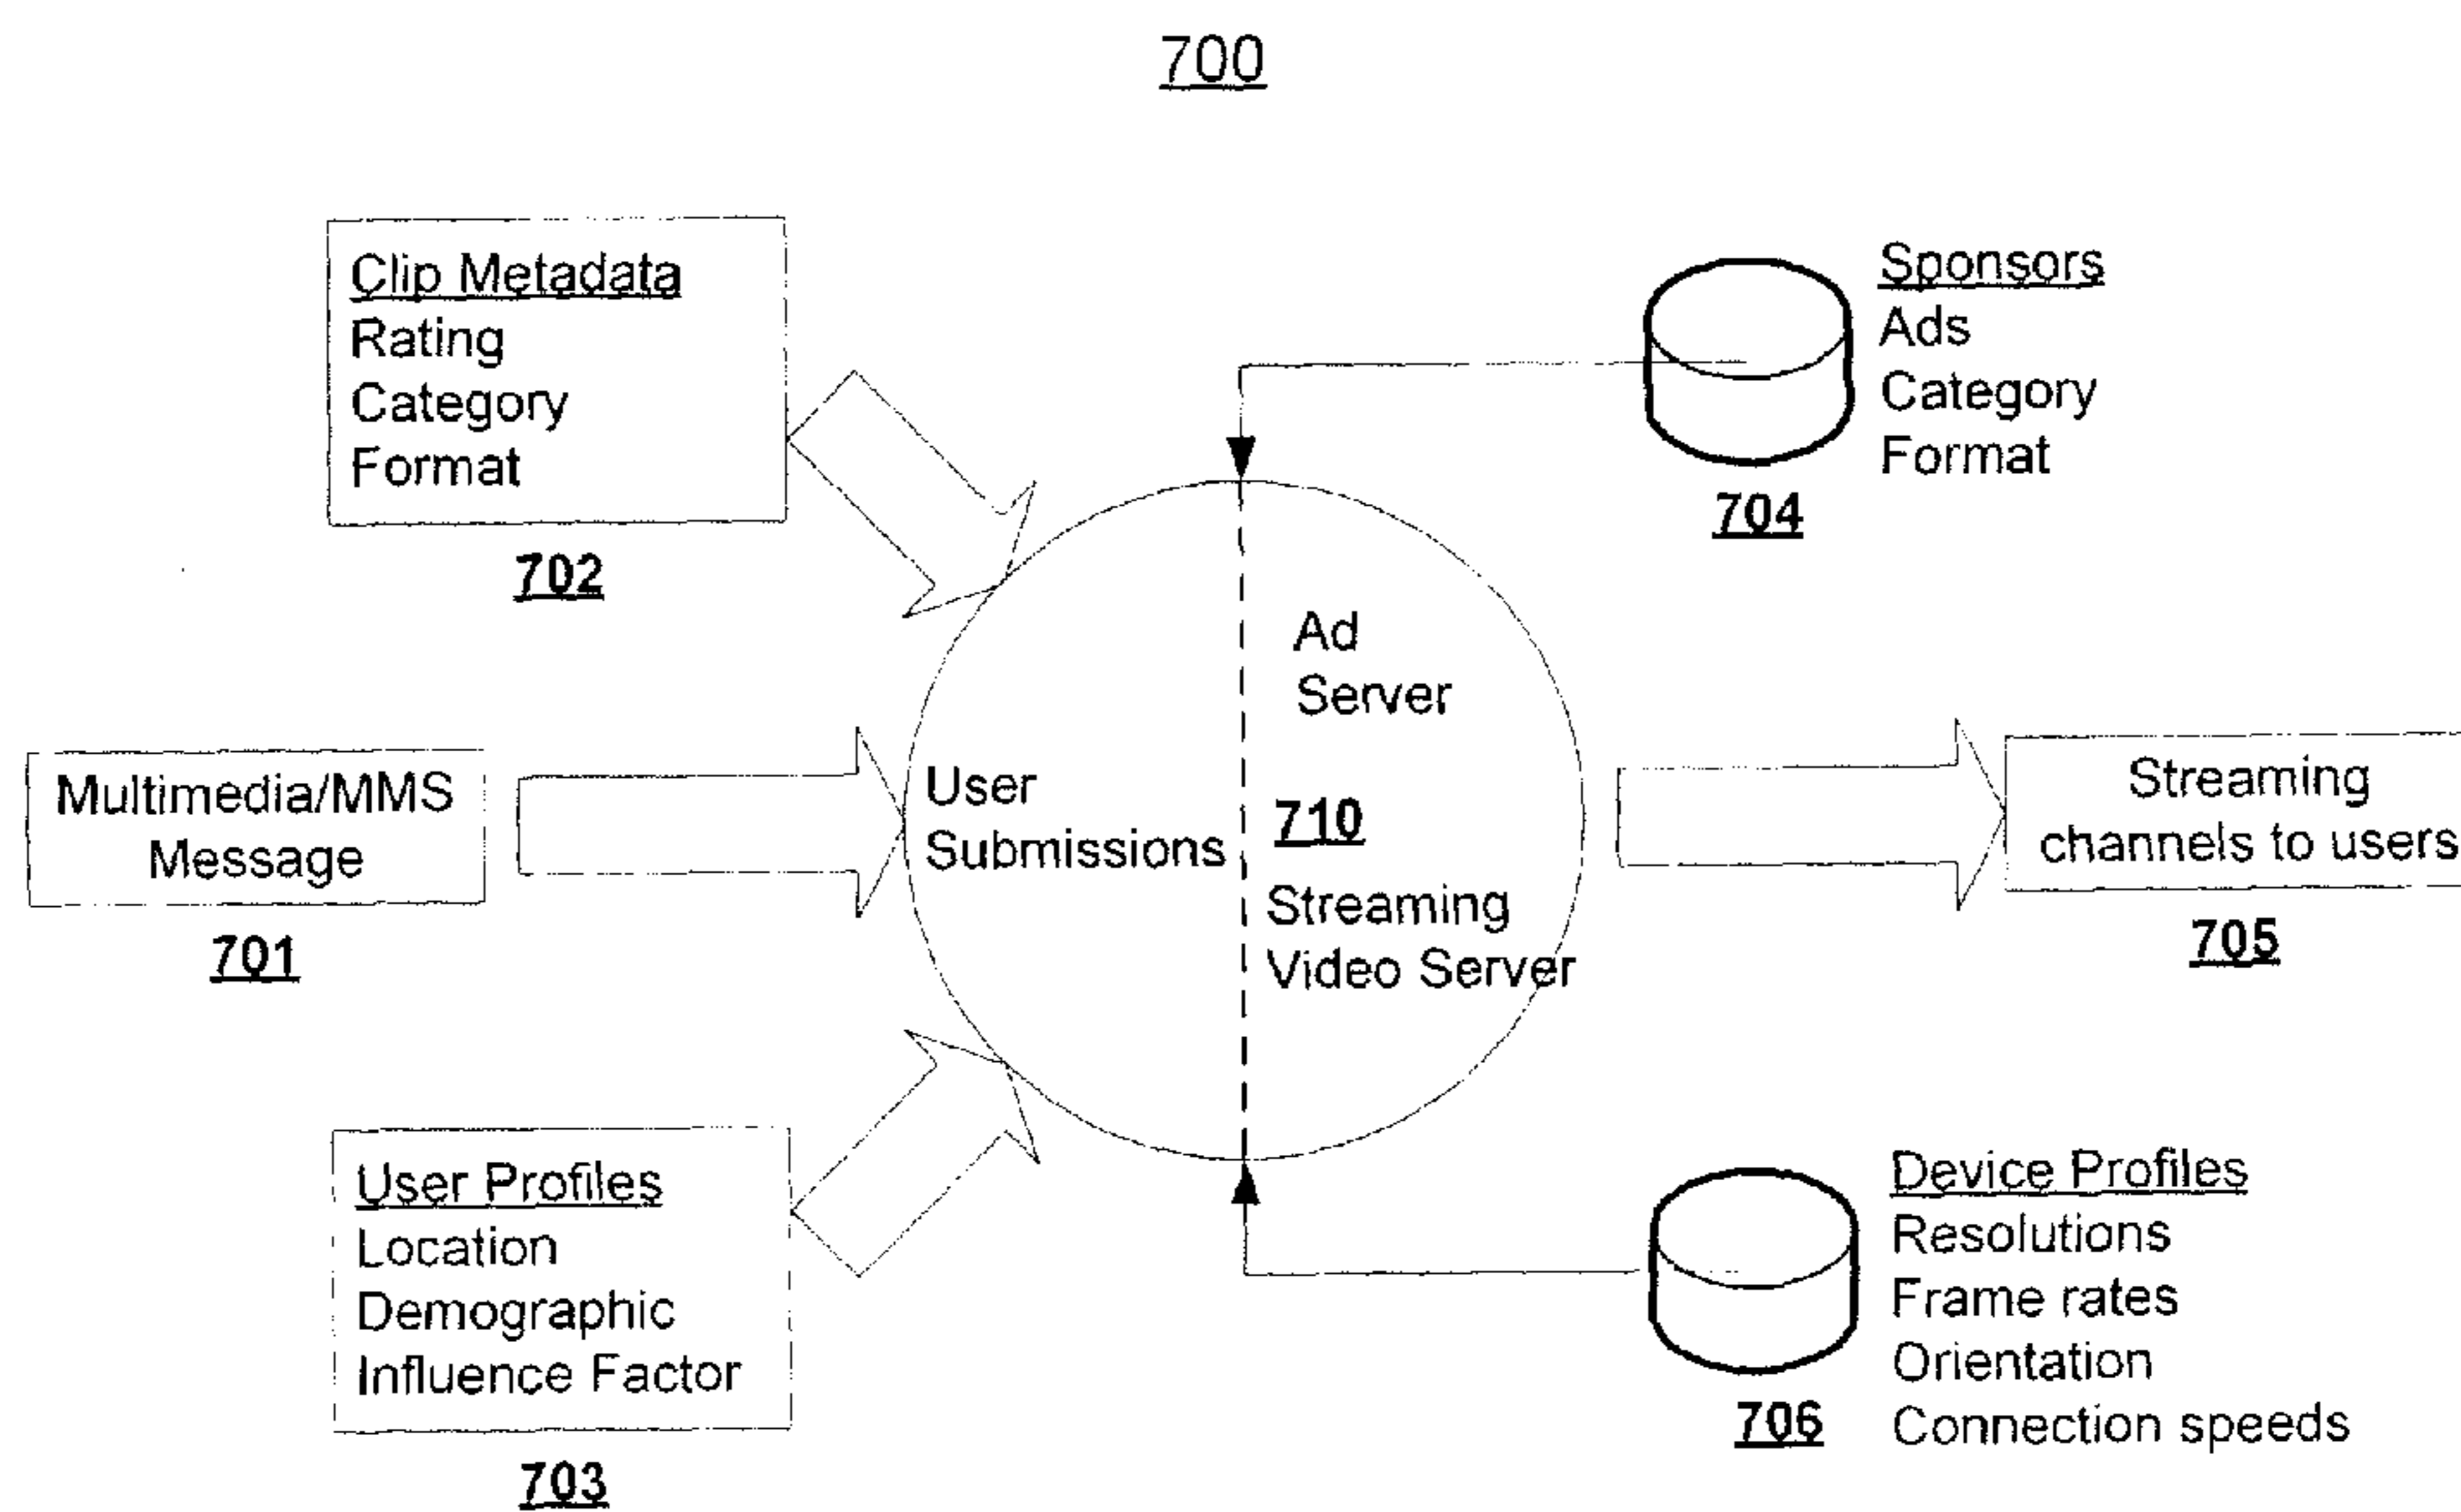 700
Clip Metadata
Rating
Category
Format
702
Sponsors
Ads
Category
Format
704
Multimedia/MMS
Message
701
User
Submissions
Ad
Server
710
Streaming
Video Server
Streaming
channels to users
705
User Profiles
Location
Demographic
Influence Factor
703
Device Profiles
Resolutions
Frame rates
Orientation
Connection speeds
706